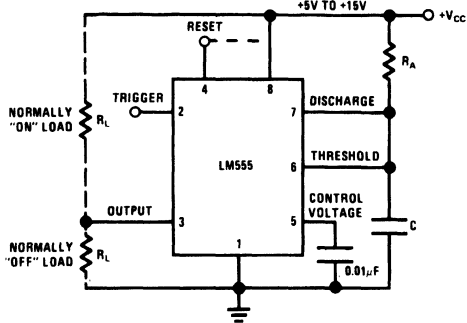 +5V TO +15V
+VCC
RESET
4
8
RA
TRIGGER
2
7
DISCHARGE
NORMALLY
"ON" LOAD
RL
LM555
6
THRESHOLD
OUTPUT
3
5
CONTROL
VOLTAGE
C
NORMALLY
"OFF" LOAD
RL
1
0.01µF